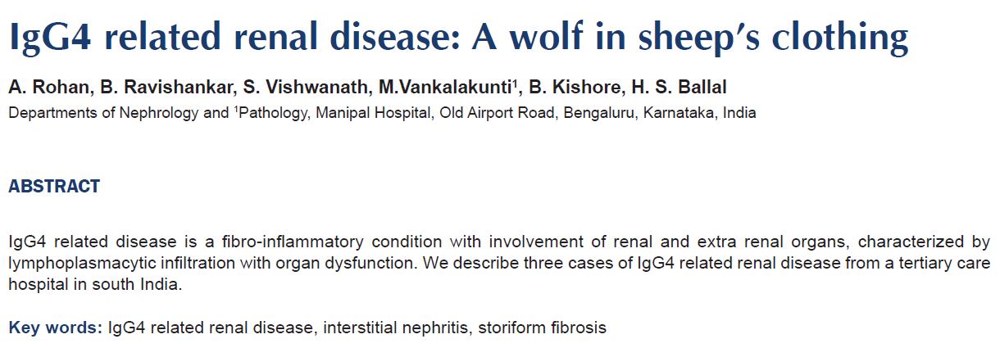 IgG4 related renal disease: A wolf in sheep’s clothing
A. Rohan, B. Ravishankar, S. Vishwanath, M.Vankalakunti¹, B. Kishore, H. S. Ballal
Departments of Nephrology and ¹Pathology, Manipal Hospital, Old Airport Road, Bengaluru, Karnataka, India
ABSTRACT
IgG4 related disease is a fibro-inflammatory condition with involvement of renal and extra renal organs, characterized by
lymphoplasmacytic infiltration with organ dysfunction. We describe three cases of IgG4 related renal disease from a tertiary care
hospital in south India.
Key words: IgG4 related renal disease, interstitial nephritis, storiform fibrosis